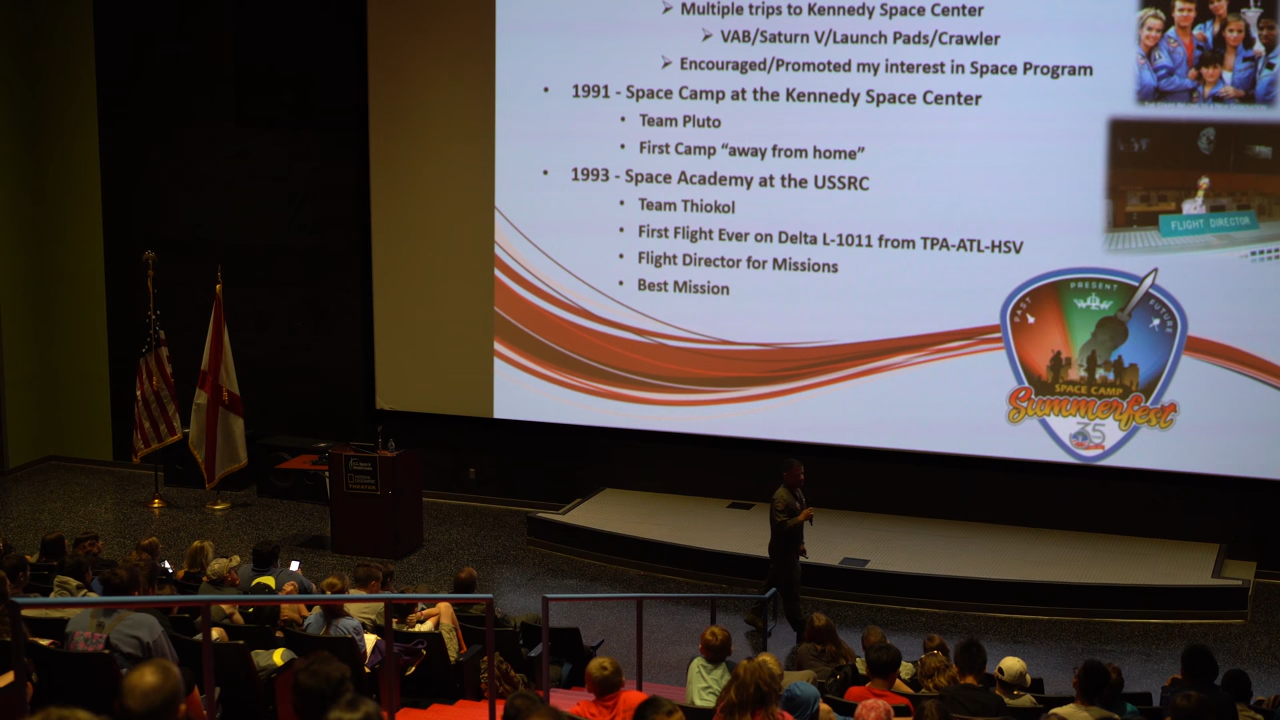 ➢ Multiple trips to Kennedy Space Center
➢ VAB/Saturn V/Launch Pads/Crawler
➢ Encouraged/Promoted my interest in Space Program
• 1991 - Space Camp at the Kennedy Space Center
• Team Pluto
• First Camp “away from home”
• 1993 - Space Academy at the USSRC
• Team Thiokol
• First Flight Ever on Delta L-1011 from TPA-ATL-HSV
• Flight Director for Missions
• Best Mission
FLIGHT DIRECTOR
PAST PRESENT FUTURE
SPACE CAMP
Summerfest
35
NATIONAL GEOGRAPHIC
THEATER